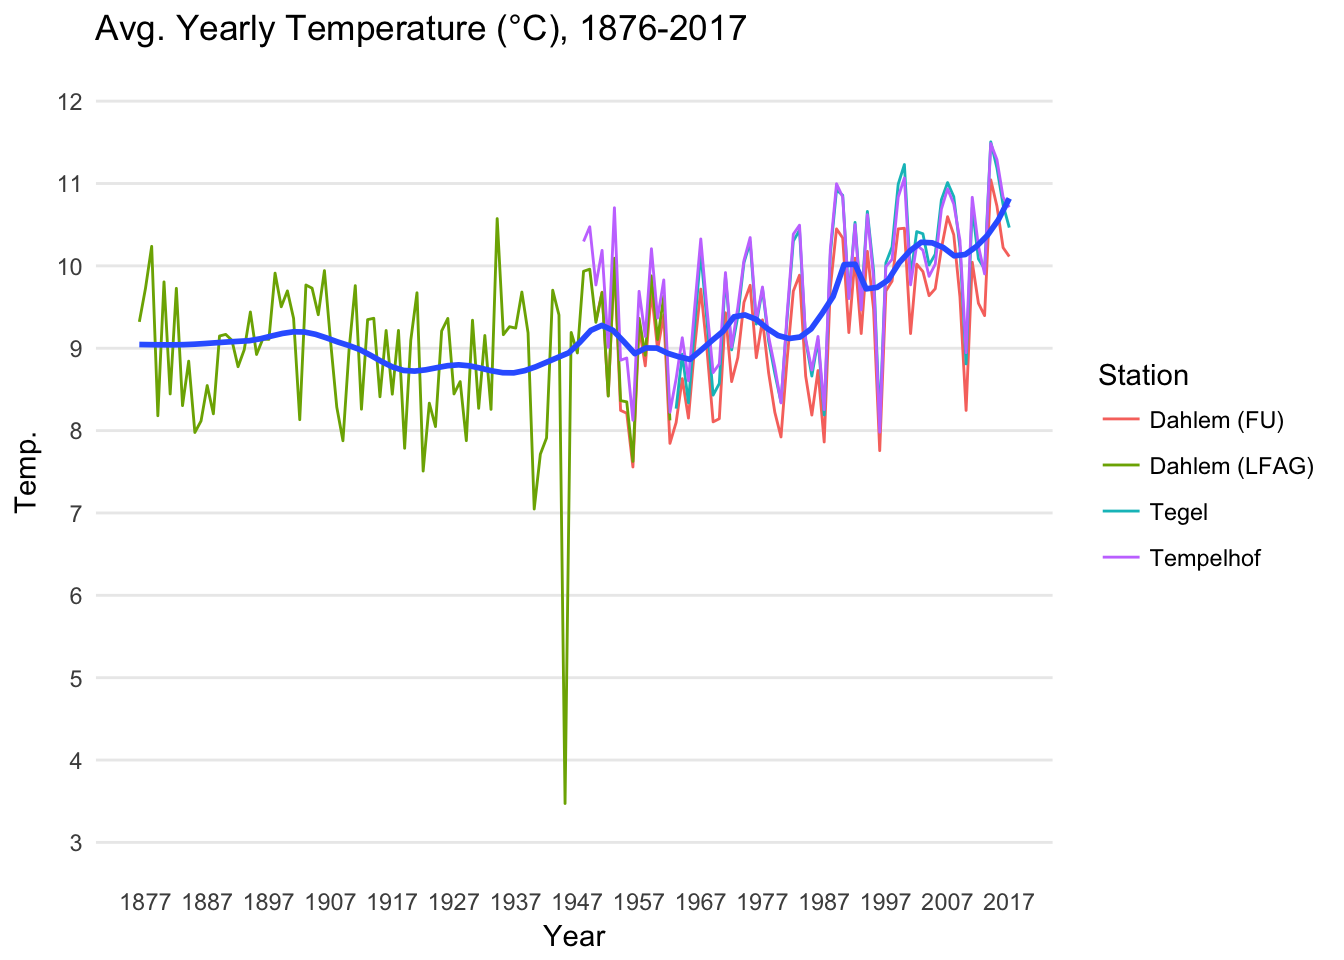 Avg. Yearly Temperature (°C), 1876-2017
12
11
10
9
8
7
6
5
4
3
Temp.
1877 1887 1897 1907 1917 1927 1937 1947 1957 1967 1977 1987 1997 2007 2017
Year
Station
Dahlem (FU)
Dahlem (LFAG)
Tegel
Tempelhof